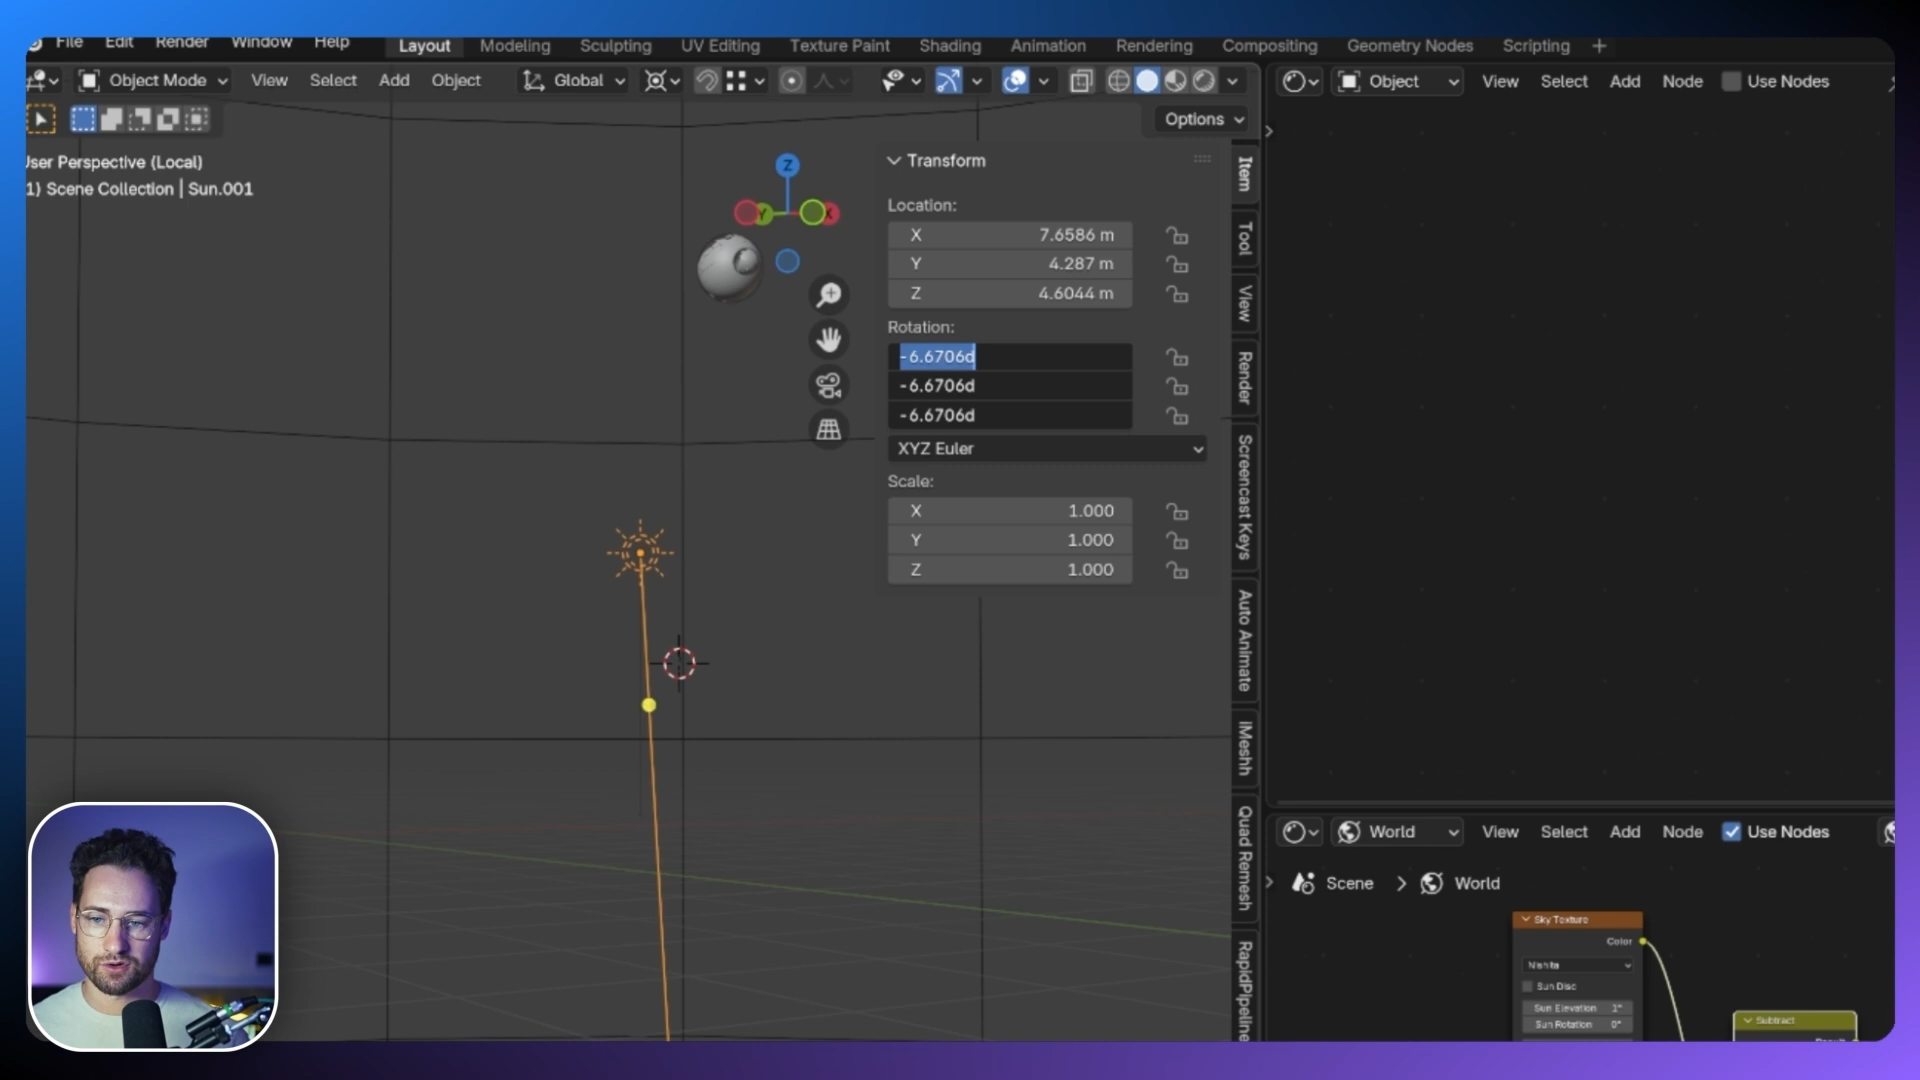 File Edit Render Window Help Layout Modeling Sculpting UV Editing Texture Paint Shading Animation Rendering Compositing Geometry Nodes Scripting +
Object Mode View Select Add Object Global
Object View Select Add Node Use Nodes
Options
User Perspective (Local)
1) Scene Collection | Sun.001
Z
Y
X
Transform
Location:
X 7.6586 m
Y 4.287 m
Z 4.6044 m
Rotation:
-6.6706d
-6.6706d
-6.6706d
XYZ Euler
Scale:
X 1.000
Y 1.000
Z 1.000
Item
Tool
View
Render
Screencast Keys
Auto Animate
iMeshh
Quad Remesh
RapidPipeline
World View Select Add Node Use Nodes
Scene World
Sky Texture
Color
Nishita
Sun Disc
Sun Elevation 1°
Sun Rotation 0°
Subtract